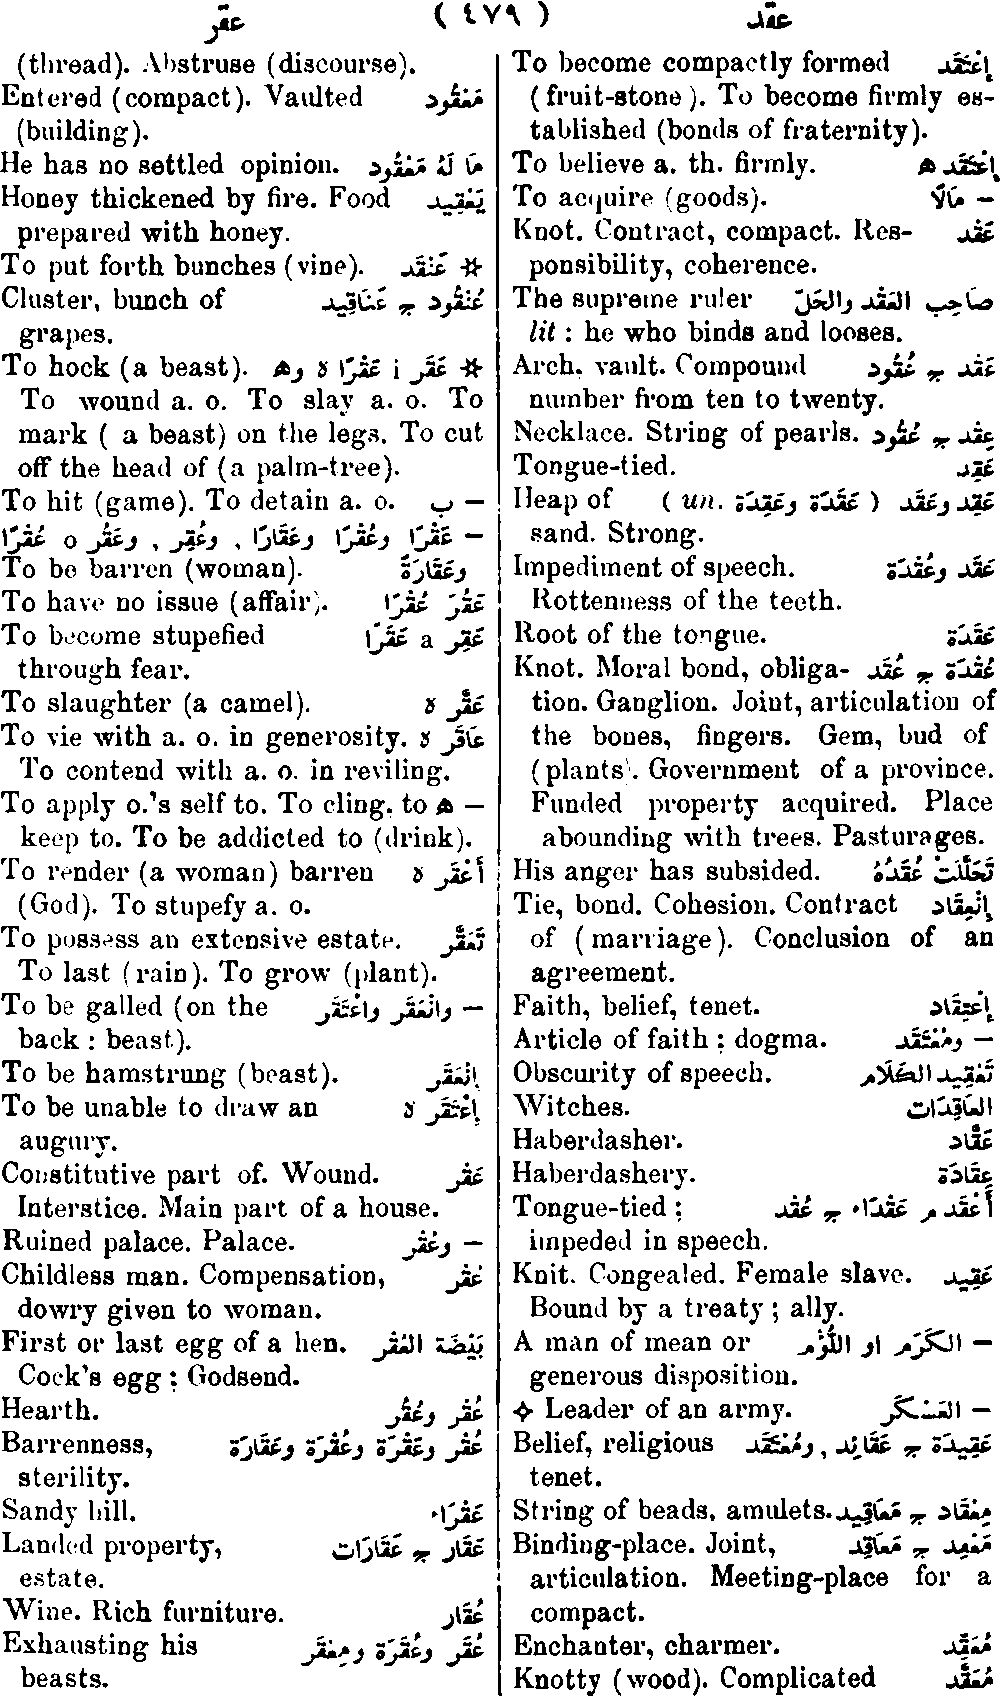 عقد ( ٤٧٩ ) عقر
To become compactly formed إِعْتَقَد
(fruit-stone). To become firmly es-
tablished (bonds of fraternity).
To believe a. th. firmly. إِعْتَقَد ه
To acquire (goods). — مَالًا
Knot. Contract, compact. Res- عَقْد
ponsibility, coherence.
The supreme ruler صَاحِب العَقْد والحَلّ
lit : he who binds and looses.
Arch, vault. Compound عَقْد ج عُقُود
number from ten to twenty.
Necklace. String of pearls. عِقْد ج عُقُود
Tongue-tied. عَقِد
Heap of عَقِد وعَقَد ( un. عَقَدَة وعَقِدَة )
sand. Strong.
Impediment of speech. عَقَد وعُقْدَة
Rottenness of the teeth.
Root of the tongue. عَقَدَة
Knot. Moral bond, obliga- عُقْدَة ج عُقَد
tion. Ganglion. Joint, articulation of
the bones, fingers. Gem, bud of
(plants). Government of a province.
Funded property acquired. Place
abounding with trees. Pasturages.
His anger has subsided. تَحَلَّلَتْ عُقَدُهُ
Tie, bond. Cohesion. Contract إِنْعِقَاد
of (marriage). Conclusion of an
agreement.
Faith, belief, tenet. إِعْتِقَاد
Article of faith ; dogma. — ومُعْتَقَد
Obscurity of speech. تَعْقِيد الكَلَام
Witches. العَاقِدَات
Haberdasher. عَقَّاد
Haberdashery. عِقَادَة
Tongue-tied ; أَعْقَد م عَقْدَاء ج عُقْد
impeded in speech.
Knit. Congealed. Female slave. عَقِيد
Bound by a treaty ; ally.
A man of mean or — الكَرَم او اللُّؤْم
generous disposition.
✧ Leader of an army. — العَسْكَر
Belief, religious عَقِيدَة ج عَقَائِد , ومُعْتَقَد
tenet.
String of beads, amulets. مِعْقَاد ج مَعَاقِيد
Binding-place. Joint, مَعْقِد ج مَعَاقِد
articulation. Meeting-place for a
compact.
Enchanter, charmer. مُعَقِّد
Knotty (wood). Complicated مُعَقَّد
(thread). Abstruse (discourse).
Entered (compact). Vaulted مَعْقُود
(building).
He has no settled opinion. مَا لَهُ مَعْقُود
Honey thickened by fire. Food يَعْقِيد
prepared with honey.
To put forth bunches (vine). ☆ عَنْقَد
Cluster, bunch of عُنْقُود ج عَنَاقِيد
grapes.
To hock (a beast). ☆ عَقَر i عَقْرًا ه وه
To wound a. o. To slay a. o. To
mark ( a beast) on the legs. To cut
off the head of (a palm-tree).
To hit (game). To detain a. o. — ب
— عَقْرًا وعُقْرًا وعَقَارًا , وعُقِر , وعَقُر o عُقْرًا
To be barren (woman). وعَقَارَةً
To have no issue (affair). عَقُرَ عُقْرًا
To become stupefied عَقِر a عَقَرًا
through fear.
To slaughter (a camel). عَقَّر ه
To vie with a. o. in generosity. عَاقَر ه
To contend with a. o. in reviling.
To apply o.'s self to. To cling. to — ه
keep to. To be addicted to (drink).
To render (a woman) barren أَعْقَر ه
(God). To stupefy a. o.
To possess an extensive estate. تَعَقَّر
To last (rain). To grow (plant).
To be galled (on the — وانْعَقَر واعْتَقَر
back : beast).
To be hamstrung (beast). إِنْعَقَر
To be unable to draw an إِعْتَقَر ه
augury.
Constitutive part of. Wound. عَقْر
Interstice. Main part of a house.
Ruined palace. Palace. — وعُقْر
Childless man. Compensation, عُقْر
dowry given to woman.
First or last egg of a hen. بَيْضَة العُقْر
Cock's egg ; Godsend.
Hearth. عُقْر وعُقُر
Barrenness, عُقْر وعَقْرَة وعُقْرَة وعَقَارَة
sterility.
Sandy hill. عَقْرَاء
Landed property, عَقَار ج عَقَارَات
estate.
Wine. Rich furniture. عُقَار
Exhausting his عُقَر وعُقَرَة ومِعْقَر
beasts.